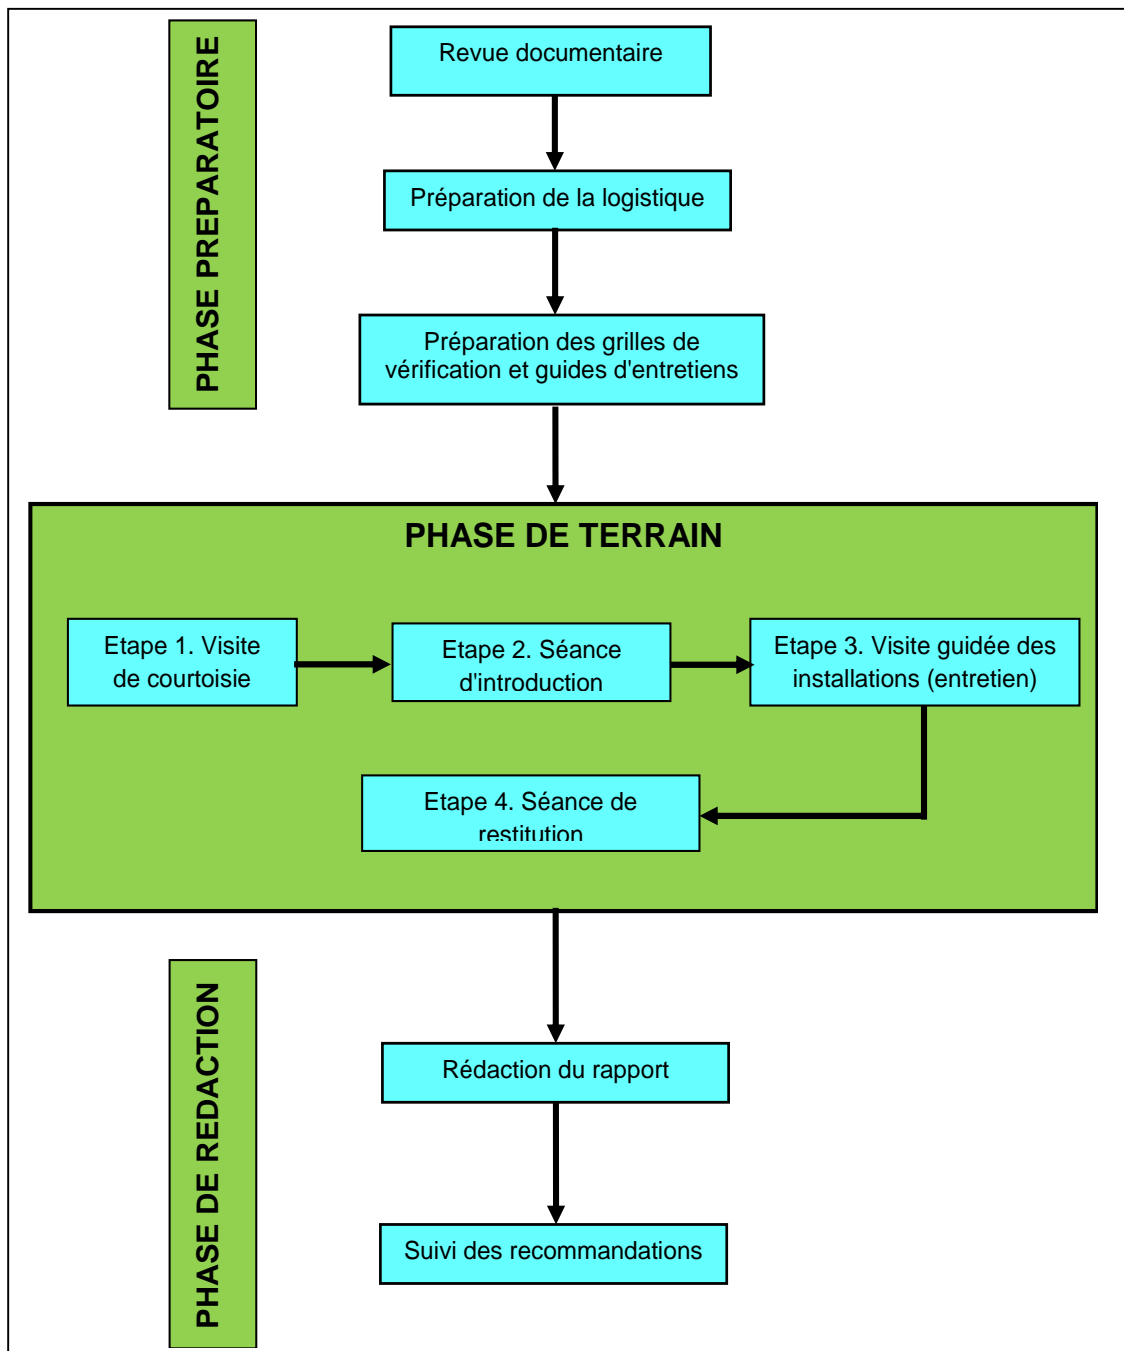 PHASE PREPARATOIRE
Revue documentaire
Préparation de la logistique
Préparation des grilles de
vérification et guides d'entretiens
PHASE DE TERRAIN
Etape 1. Visite
de courtoisie
Etape 2. Séance
d'introduction
Etape 3. Visite guidée des
installations (entretien)
Etape 4. Séance de
restitution
PHASE DE REDACTION
Rédaction du rapport
Suivi des recommandations